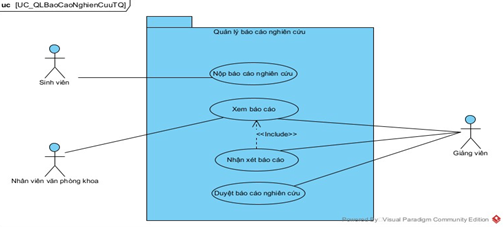 uc [UC_QLBaoCaoNghienCuuTQ]
Quản lý báo cáo nghiên cứu
Sinh viên
Nộp báo cáo nghiên cứu
Xem báo cáo
<<Include>>
Nhân viên văn phòng khoa
Nhận xét báo cáo
Giảng viên
Duyệt báo cáo nghiên cứu
Powered By Visual Paradigm Community Edition